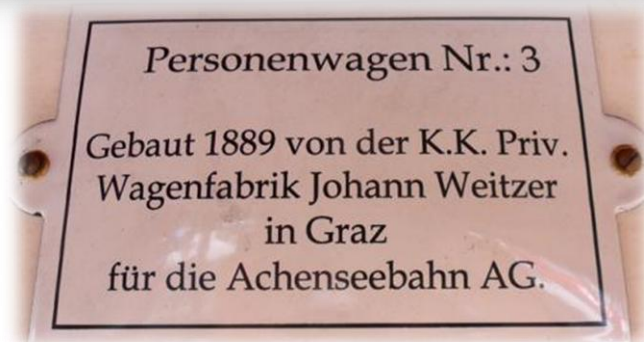 Personenwagen Nr.: 3
Gebaut 1889 von der K.K. Priv.
Wagenfabrik Johann Weitzer
in Graz
für die Achenseebahn AG.